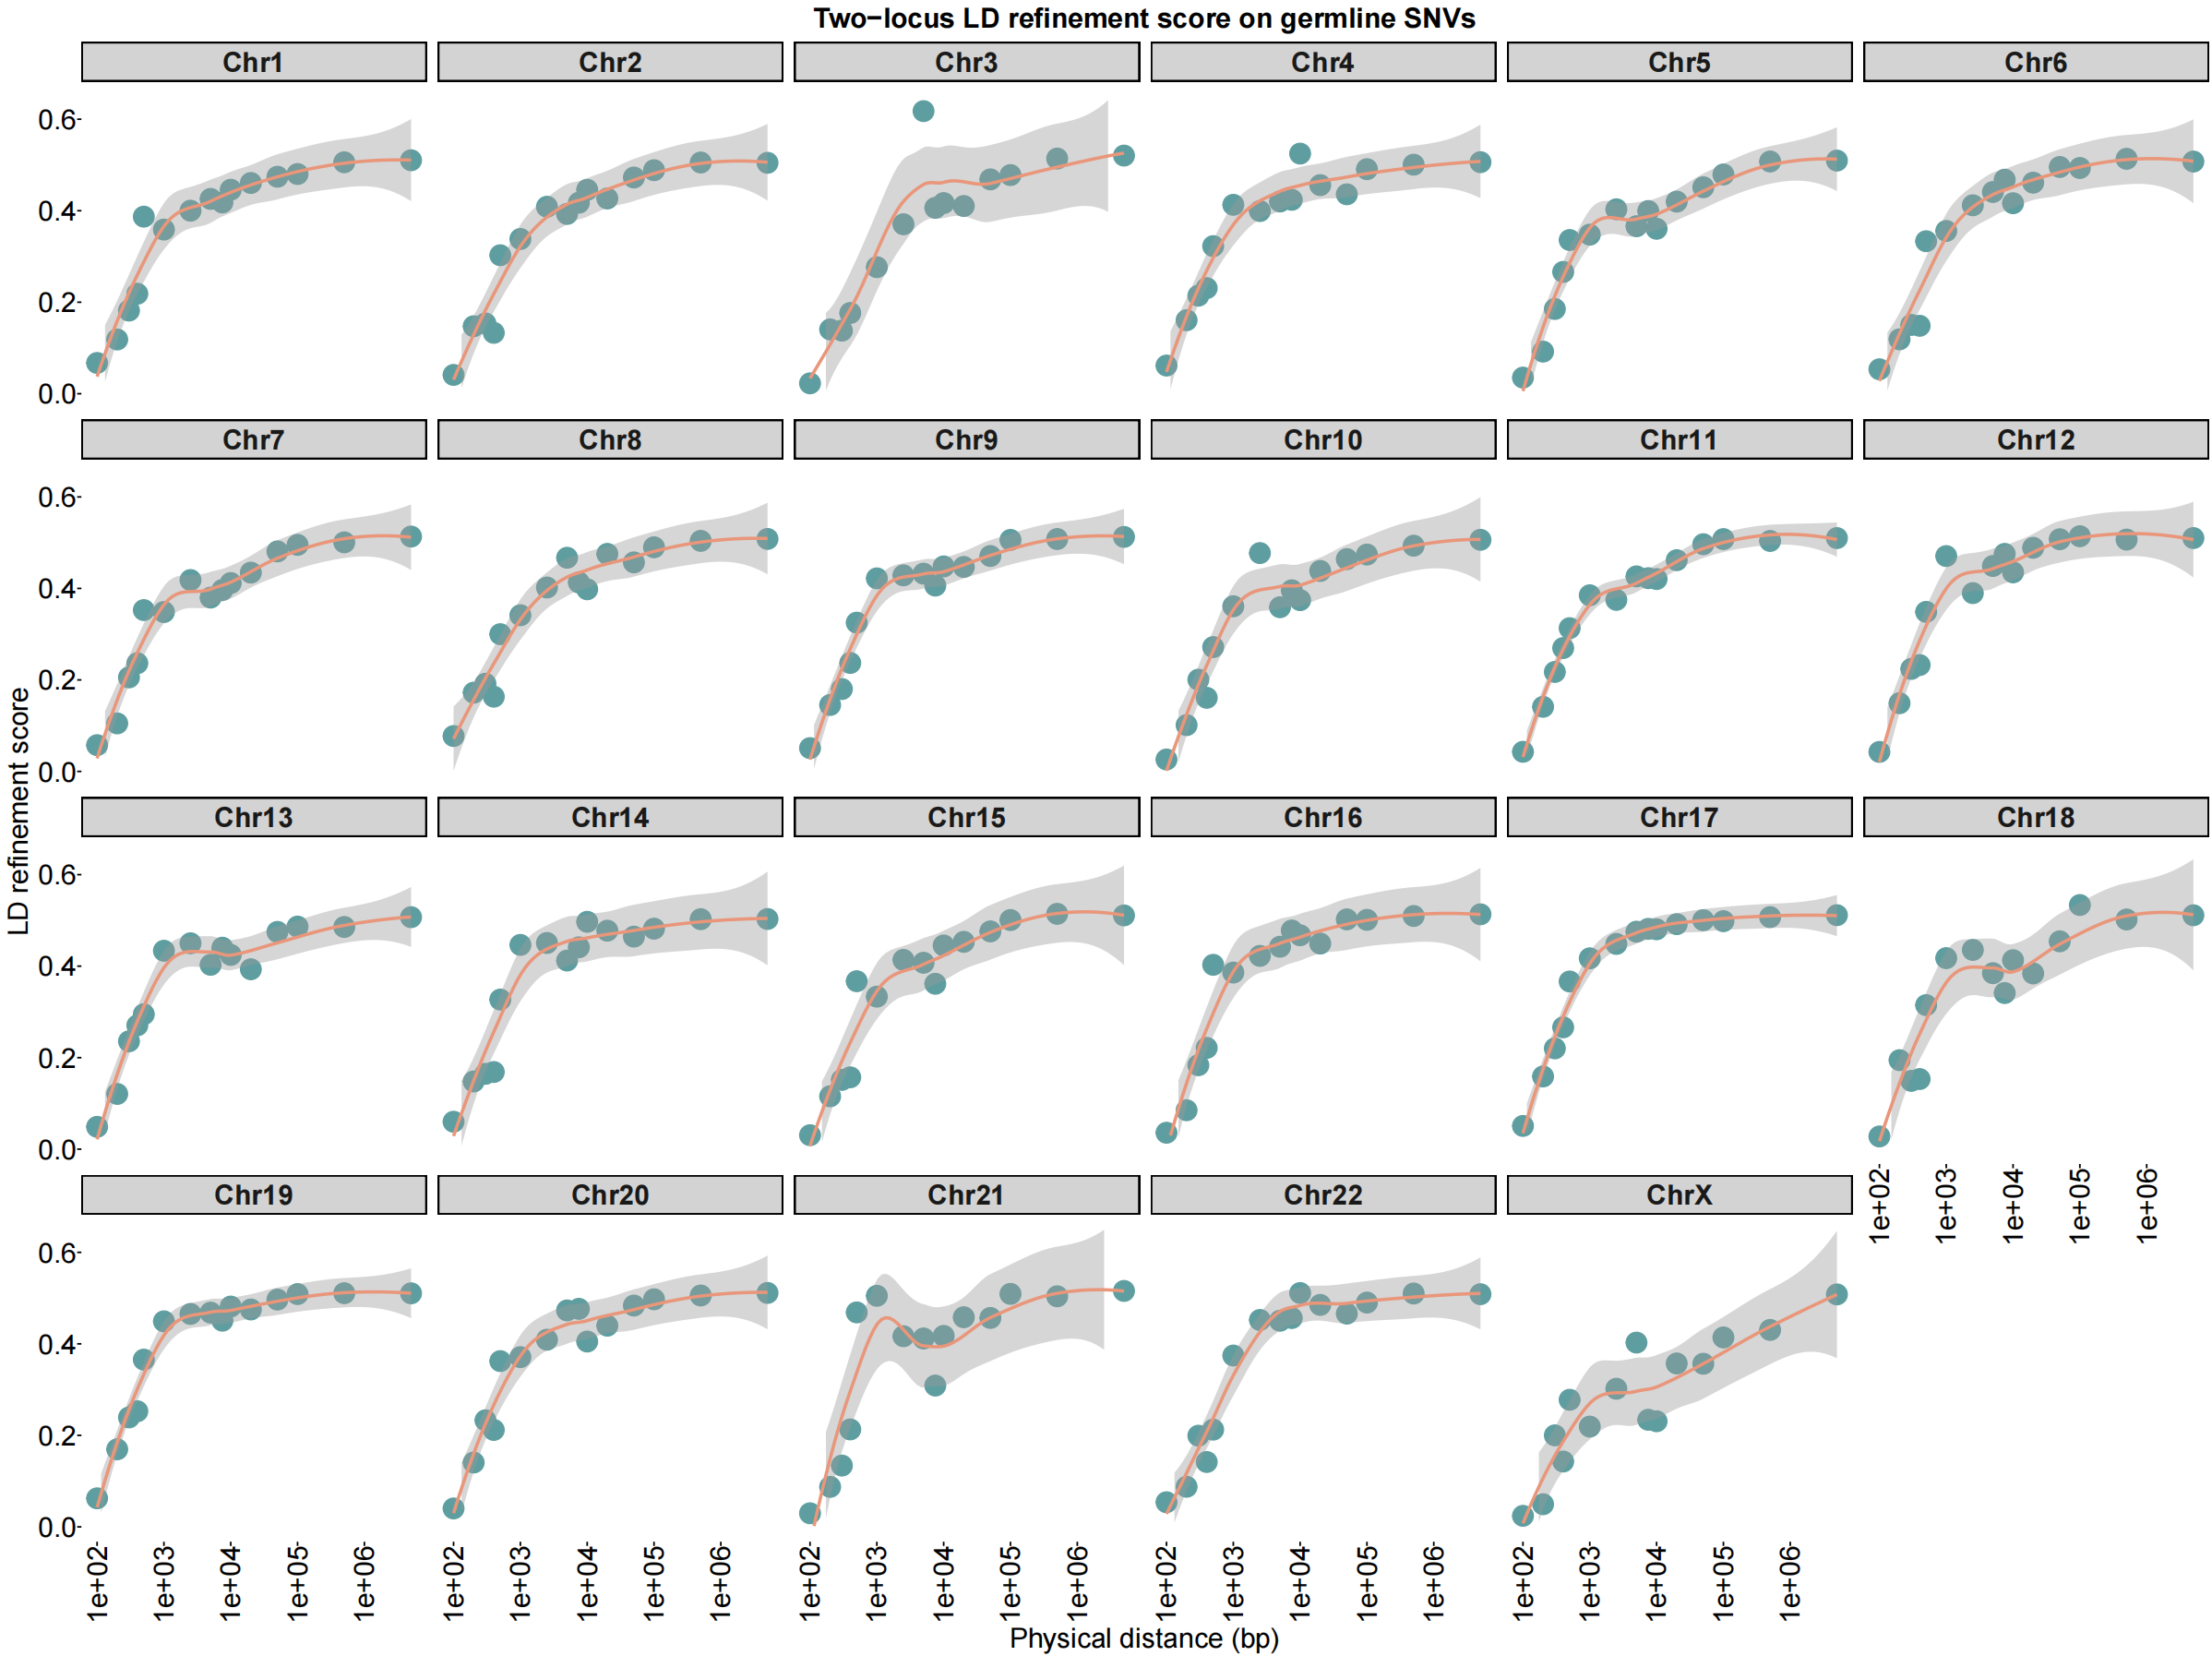 Two−locus LD refinement score on germline SNVs
Chr1 Chr2 Chr3 Chr4 Chr5 Chr6
0.6
0.4
0.2
0.0
Chr7 Chr8 Chr9 Chr10 Chr11 Chr12
0.6
0.4
0.2
0.0
LD refinement score
Chr13 Chr14 Chr15 Chr16 Chr17 Chr18
0.6
0.4
0.2
0.0
1e+02 1e+03 1e+04 1e+05 1e+06
Chr19 Chr20 Chr21 Chr22 ChrX
0.6
0.4
0.2
0.0
1e+02 1e+03 1e+04 1e+05 1e+06 1e+02 1e+03 1e+04 1e+05 1e+06 1e+02 1e+03 1e+04 1e+05 1e+06 1e+02 1e+03 1e+04 1e+05 1e+06 1e+02 1e+03 1e+04 1e+05 1e+06
Physical distance (bp)